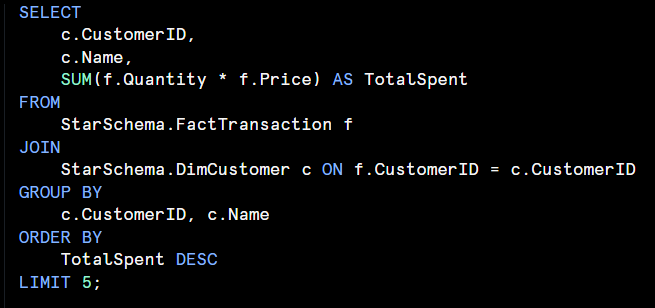 SELECT
    c.CustomerID,
    c.Name,
    SUM(f.Quantity * f.Price) AS TotalSpent
FROM
    StarSchema.FactTransaction f
JOIN
    StarSchema.DimCustomer c ON f.CustomerID = c.CustomerID
GROUP BY
    c.CustomerID, c.Name
ORDER BY
    TotalSpent DESC
LIMIT 5;